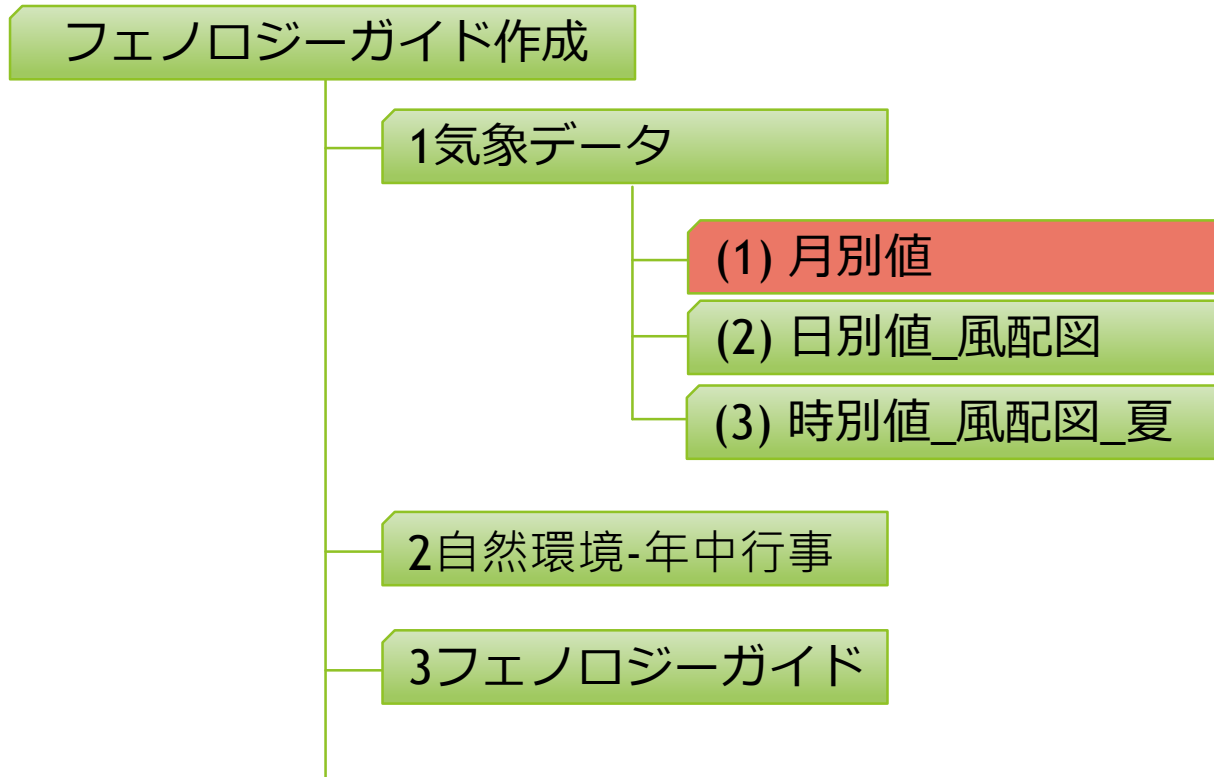 フェノロジーガイド作成
1気象データ
(1) 月別値
(2) 日別値_風配図
(3) 時別値_風配図_夏
2自然環境-年中行事
3フェノロジーガイド